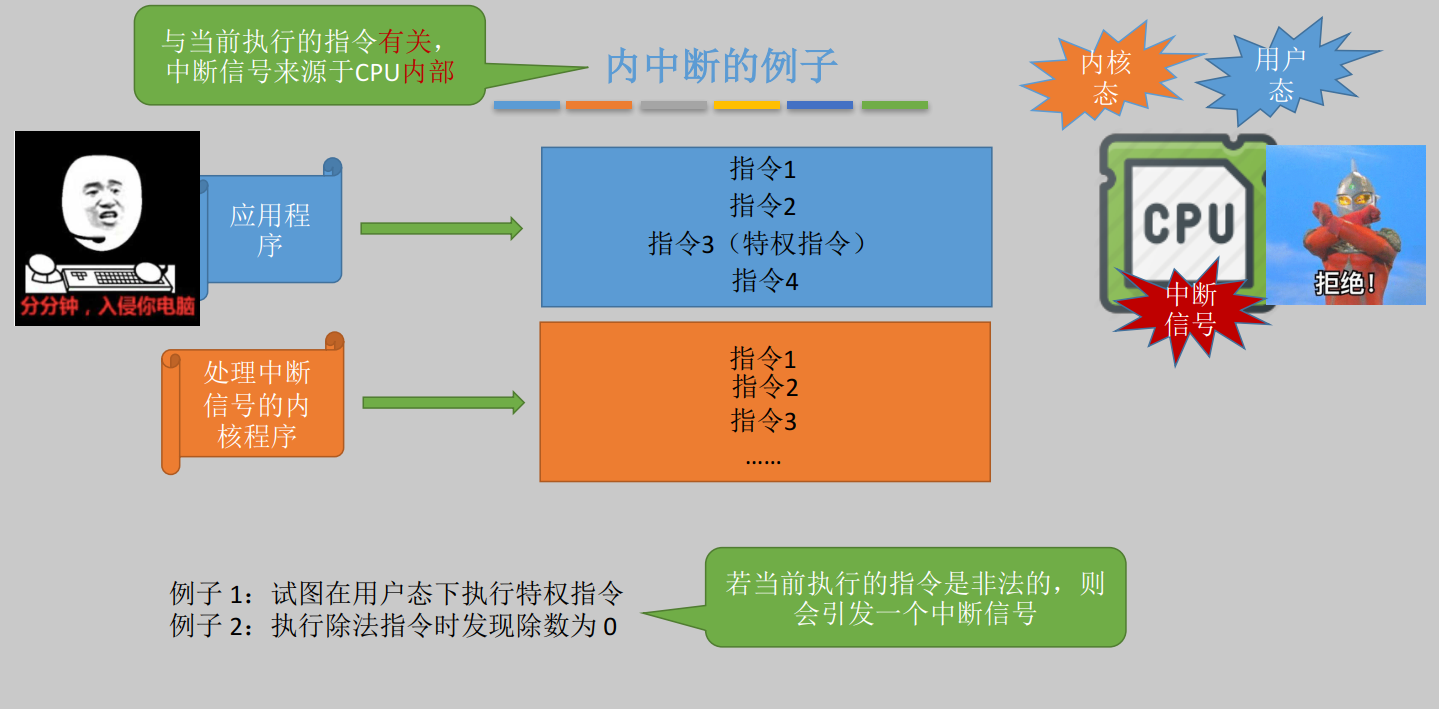 与当前执行的指令有关，
中断信号来源于CPU内部
内中断的例子
内核
态
用户
态
分分钟，入侵你电脑
应用程
序
指令1
指令2
指令3（特权指令）
指令4
CPU
拒绝！
中断
信号
处理中断
信号的内
核程序
指令1
指令2
指令3
……
例子 1：试图在用户态下执行特权指令
例子 2：执行除法指令时发现除数为 0
若当前执行的指令是非法的，则
会引发一个中断信号